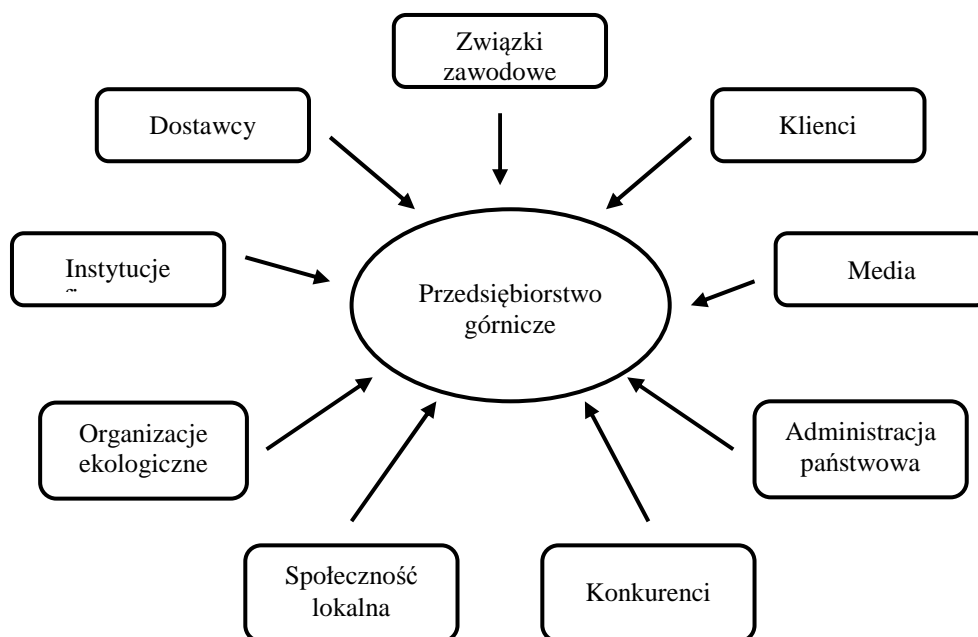 Związki
zawodowe
Dostawcy
Klienci
Instytucje
Media
Przedsiębiorstwo
górnicze
Organizacje
ekologiczne
Administracja
państwowa
Społeczność
lokalna
Konkurenci